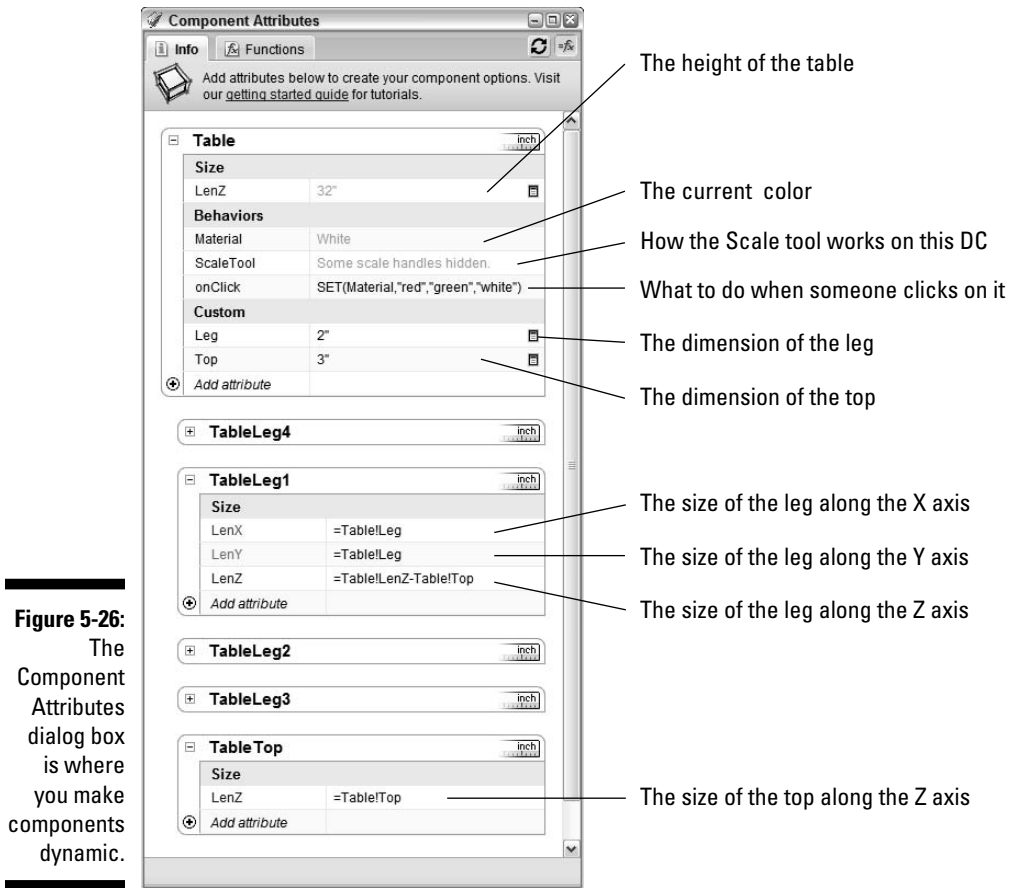 Component Attributes
Info
Functions
=fx
Add attributes below to create your component options. Visit
our getting started guide for tutorials.
The height of the table
Table
inch
Size
LenZ 32"
Behaviors
The current color
Material White
ScaleTool Some scale handles hidden.
How the Scale tool works on this DC
onClick SET(Material,"red","green","white")
What to do when someone clicks on it
Custom
Leg 2"
The dimension of the leg
Top 3"
The dimension of the top
Add attribute
TableLeg4
inch
TableLeg1
inch
Size
LenX =Table!Leg
The size of the leg along the X axis
LenY =Table!Leg
The size of the leg along the Y axis
LenZ =Table!LenZ-Table!Top
The size of the leg along the Z axis
Add attribute
TableLeg2
inch
TableLeg3
inch
TableTop
inch
Size
LenZ =Table!Top
The size of the top along the Z axis
Add attribute
Figure 5-26:
The
Component
Attributes
dialog box
is where
you make
components
dynamic.